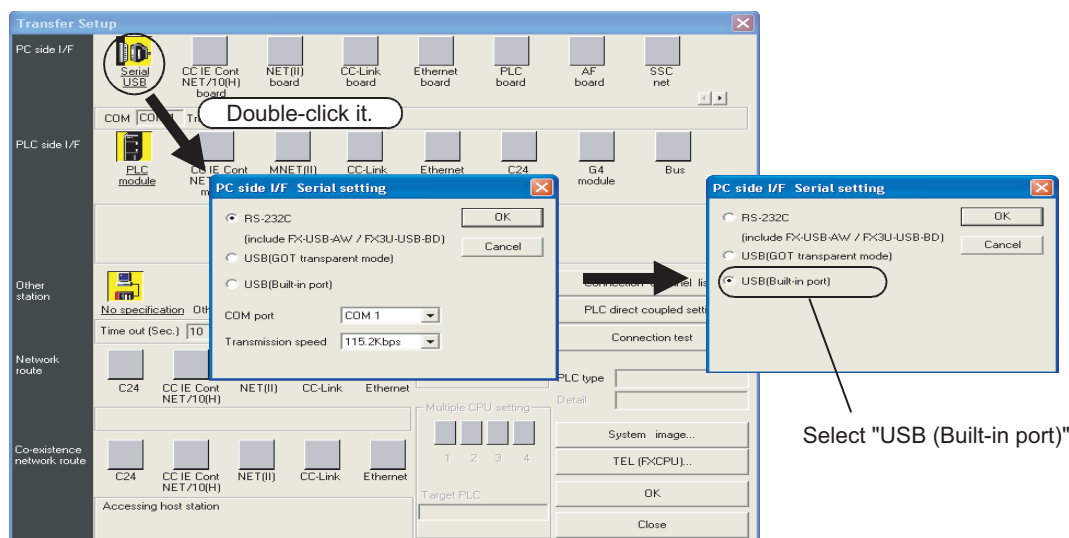 Transfer Setup
PC side I/F
Serial
USB
CC IE Cont
NET/10(H)
board
NET(II)
board
CC-Link
board
Ethernet
board
PLC
board
AF
board
SSC
net
Double-click it.
COM
PLC side I/F
PLC
module
CC IE Cont
MNET(II)
CC-Link
Ethernet
C24
G4
module
Bus
PC side I/F Serial setting
RS-232C
(include FX-USB-AW / FX3U-USB-BD)
USB(GOT transparent mode)
USB(Built-in port)
COM port
COM 1
Transmission speed
115.2Kbps
OK
Cancel
PC side I/F Serial setting
RS-232C
(include FX-USB-AW / FX3U-USB-BD)
USB(GOT transparent mode)
USB(Built-in port)
OK
Cancel
Select "USB (Built-in port)"
Other
station
No specification
Time out (Sec.) 10
PLC direct coupled
Connection test
PLC type
Detail
Network
route
C24
CC IE Cont
NET/10(H)
NET(II)
CC-Link
Ethernet
Multiple CPU setting
1 2 3 4
Target PLC
System image...
TEL (FXCPU)...
OK
Close
Co-existence
network route
C24
CC IE Cont
NET/10(H)
NET(II)
CC-Link
Ethernet
Accessing host station